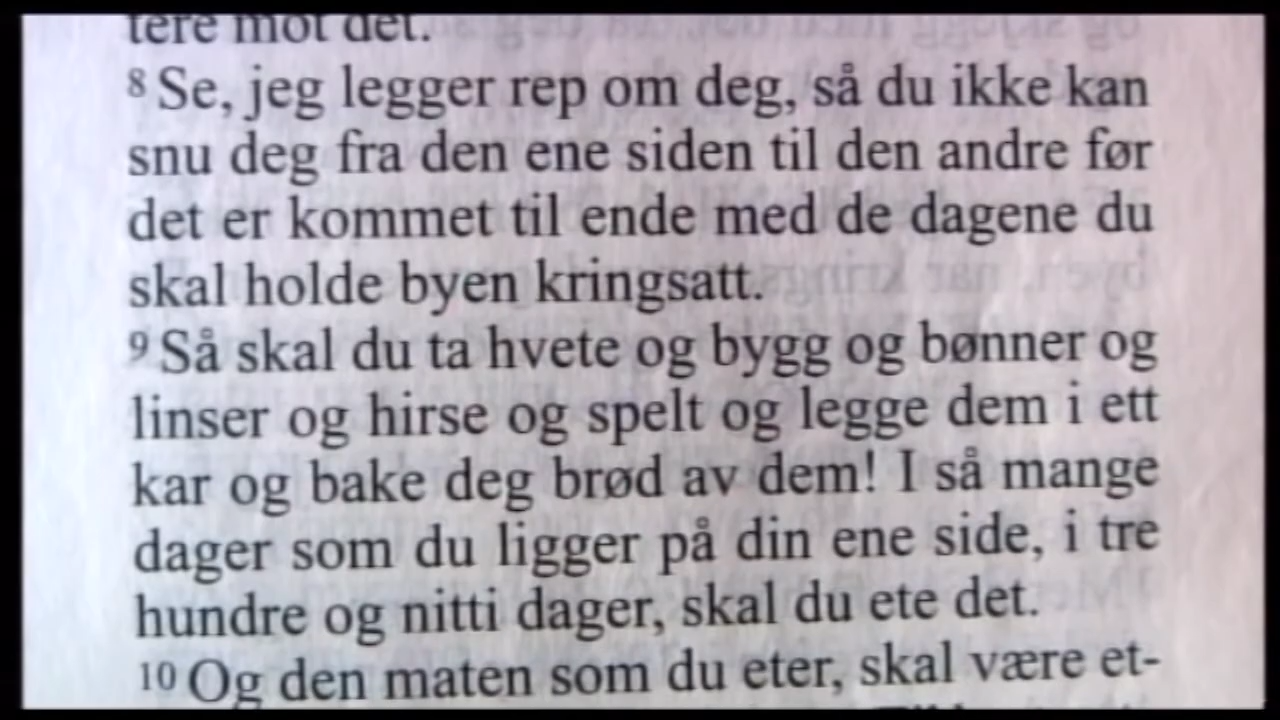 tere mot det.
8 Se, jeg legger rep om deg, så du ikke kan
snu deg fra den ene siden til den andre før
det er kommet til ende med de dagene du
skal holde byen kringsatt.
9 Så skal du ta hvete og bygg og bønner og
linser og hirse og spelt og legge dem i ett
kar og bake deg brød av dem! I så mange
dager som du ligger på din ene side, i tre
hundre og nitti dager, skal du ete det.
10 Og den maten som du eter, skal være et-